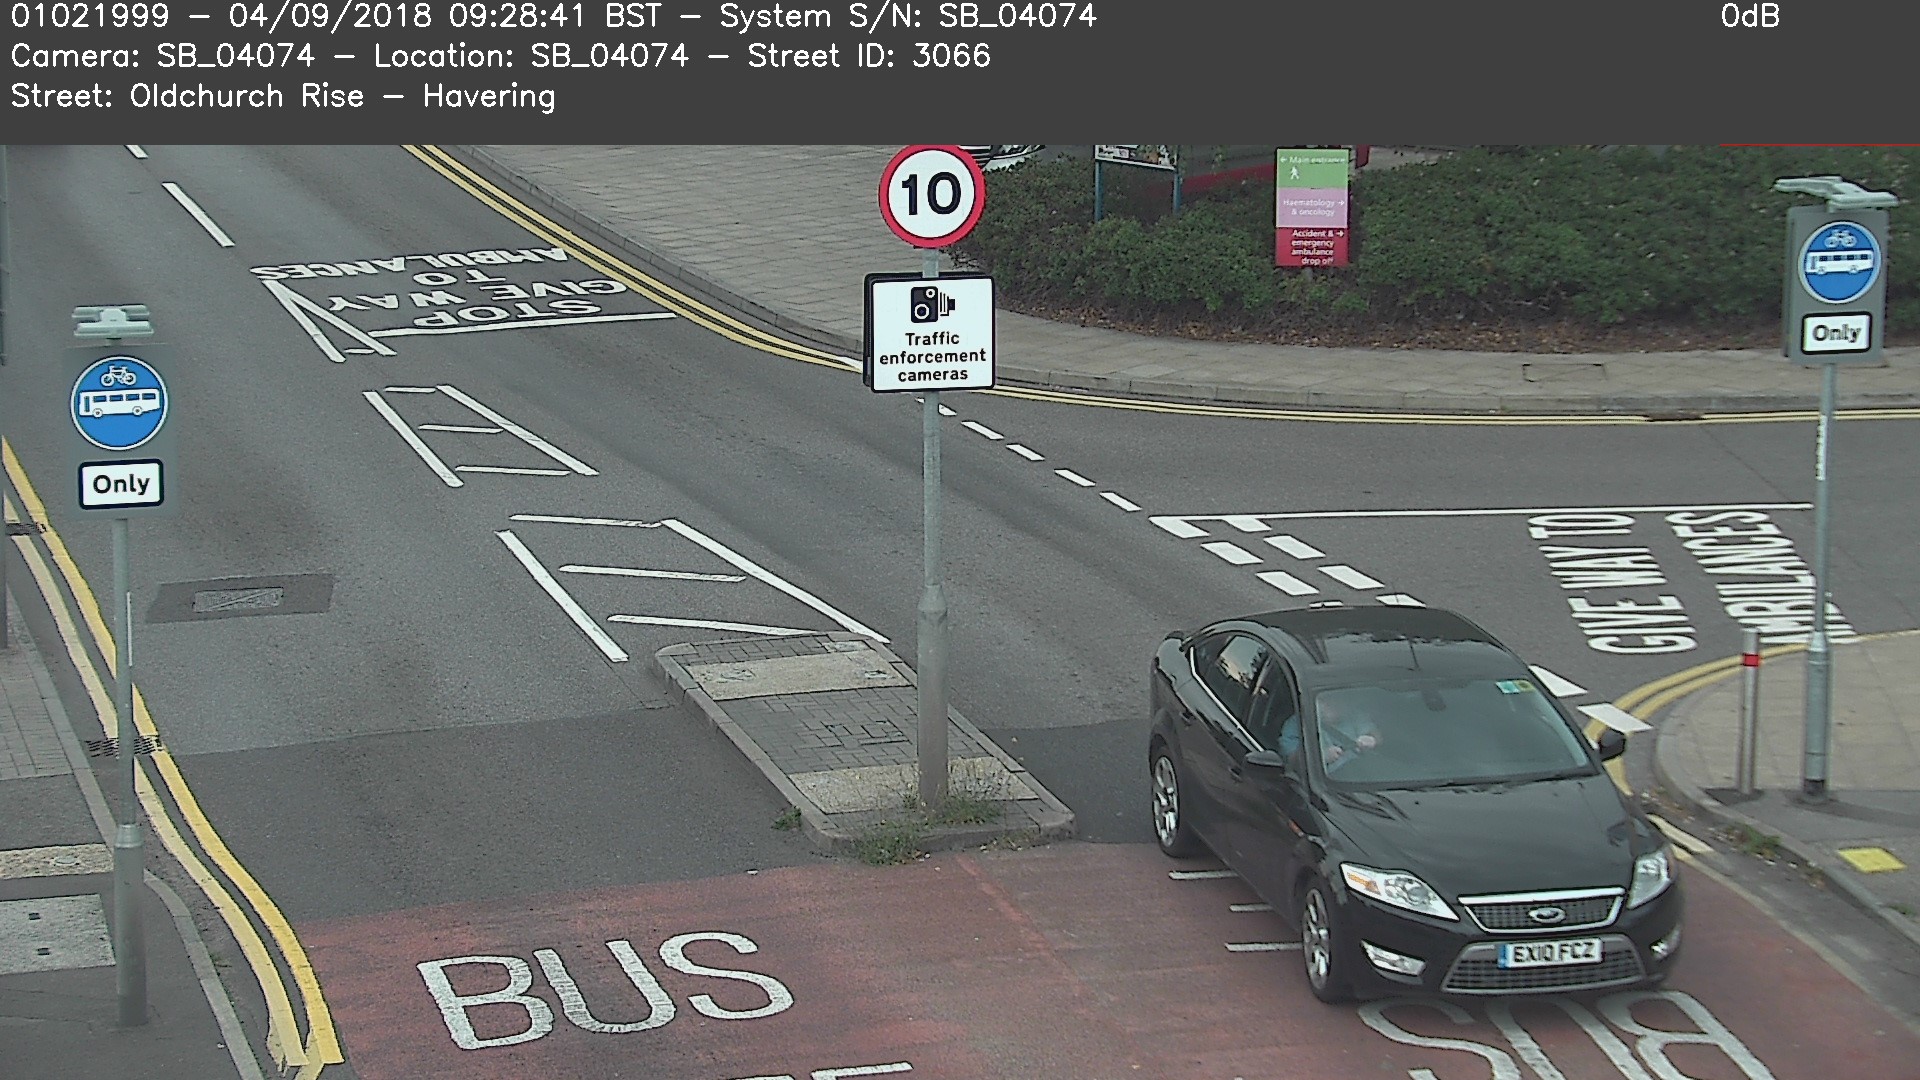 01021999 – 04/09/2018 09:28:41 BST – System S/N: SB_04074
0dB
Camera: SB_04074 – Location: SB_04074 – Street ID: 3066
Street: Oldchurch Rise – Havering
10
Traffic
enforcement
cameras
← Main entrance
Haematology →
& oncology
Accident & →
emergency
ambulance
drop off
Only
Only
AMBULANCES
TO
GIVE WAY
STOP
GIVE WAY TO
AMBULANCES
EX10 FCZ
BUS
BUS